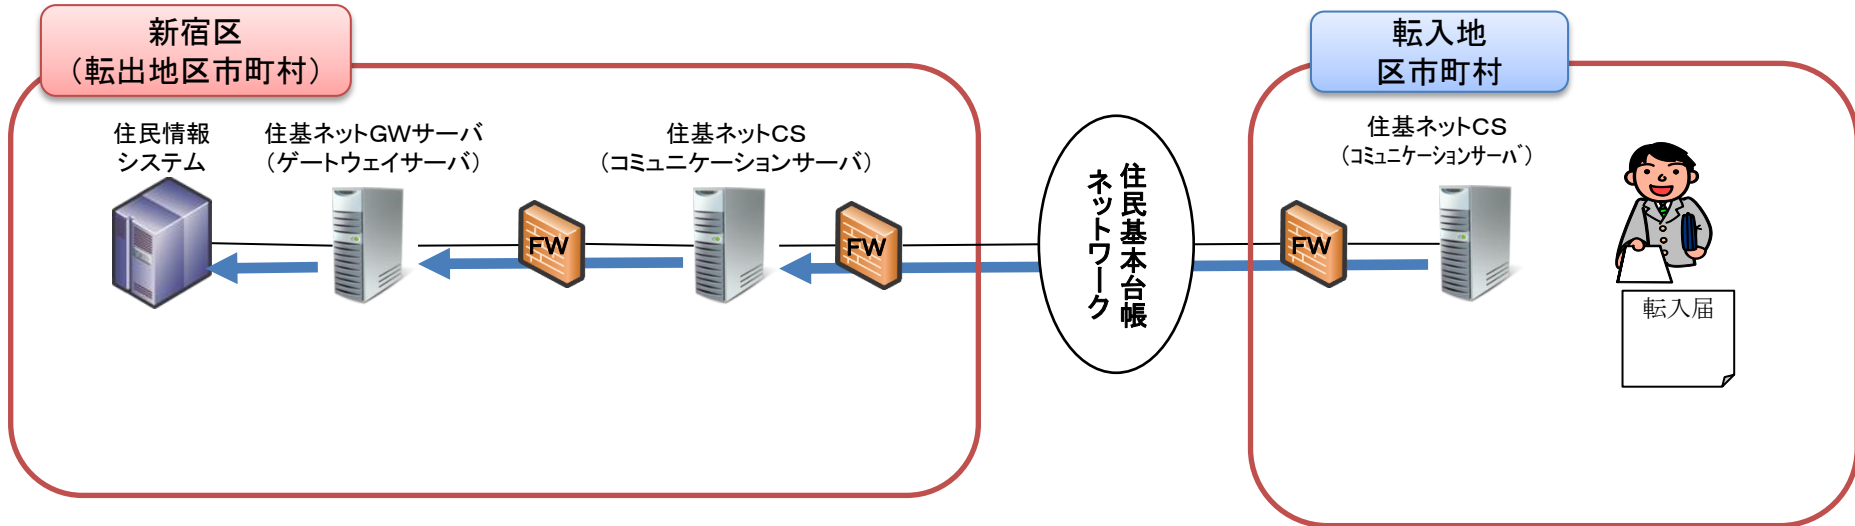 新宿区
（転出地区市町村）
転入地
区市町村
住民情報
システム
住基ネットGWサーバ
（ゲートウェイサーバ）
住基ネットCS
（コミュニケーションサーバ）
住基ネットCS
（ｺﾐｭﾆｹｰｼｮﾝｻｰﾊﾞ）
FW
FW
住民基本台帳
ネットワーク
FW
転入届